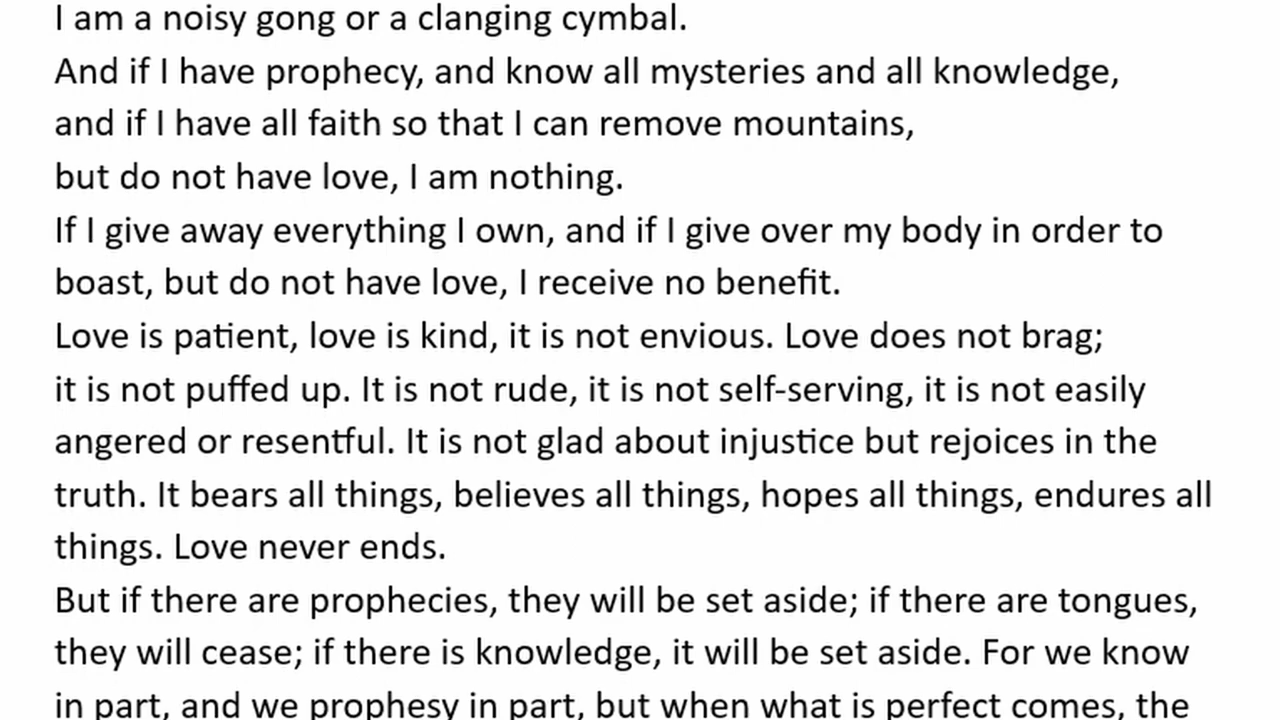 I am a noisy gong or a clanging cymbal.
And if I have prophecy, and know all mysteries and all knowledge,
and if I have all faith so that I can remove mountains,
but do not have love, I am nothing.
If I give away everything I own, and if I give over my body in order to
boast, but do not have love, I receive no benefit.
Love is patient, love is kind, it is not envious. Love does not brag;
it is not puffed up. It is not rude, it is not self-serving, it is not easily
angered or resentful. It is not glad about injustice but rejoices in the
truth. It bears all things, believes all things, hopes all things, endures all
things. Love never ends.
But if there are prophecies, they will be set aside; if there are tongues,
they will cease; if there is knowledge, it will be set aside. For we know
in part, and we prophesy in part, but when what is perfect comes, the